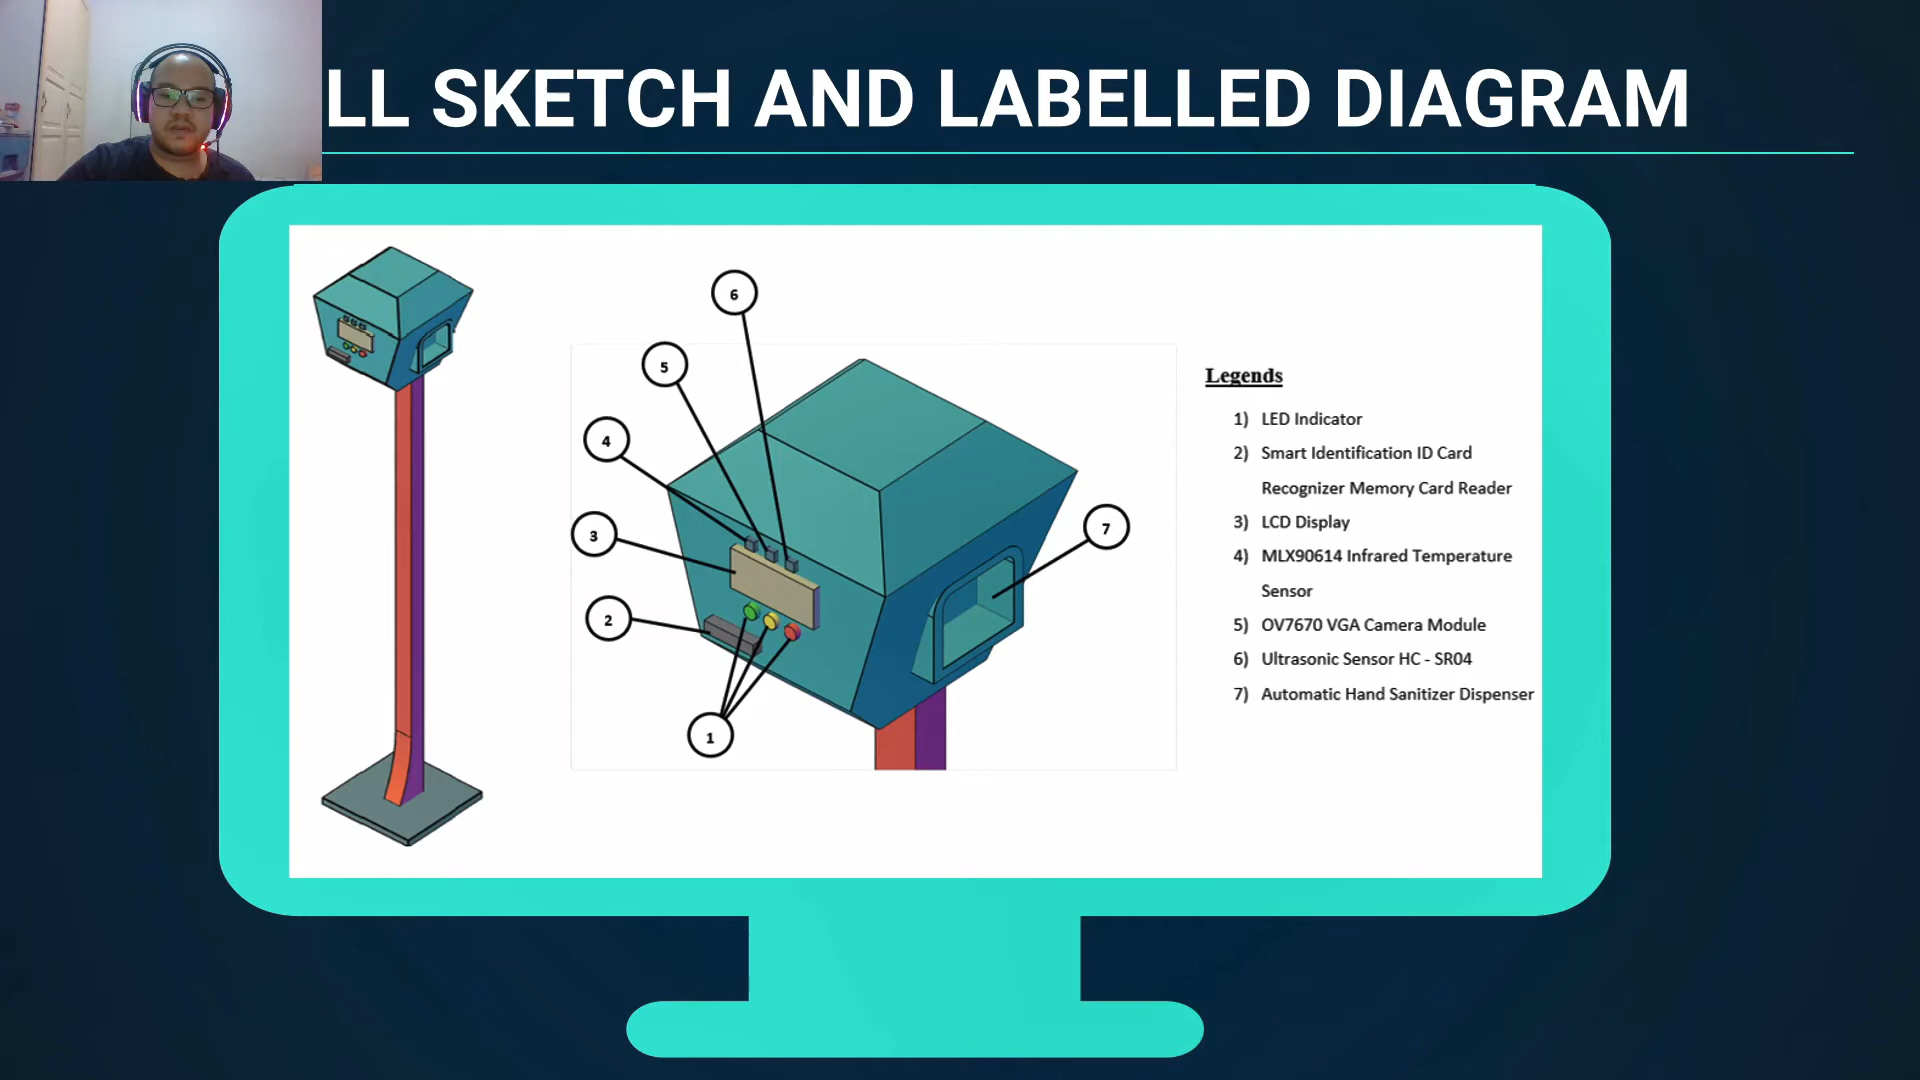 LL SKETCH AND LABELLED DIAGRAM
6
5
4
3
2
1
7
Legends
1) LED Indicator
2) Smart Identification ID Card
Recognizer Memory Card Reader
3) LCD Display
4) MLX90614 Infrared Temperature
Sensor
5) OV7670 VGA Camera Module
6) Ultrasonic Sensor HC - SR04
7) Automatic Hand Sanitizer Dispenser